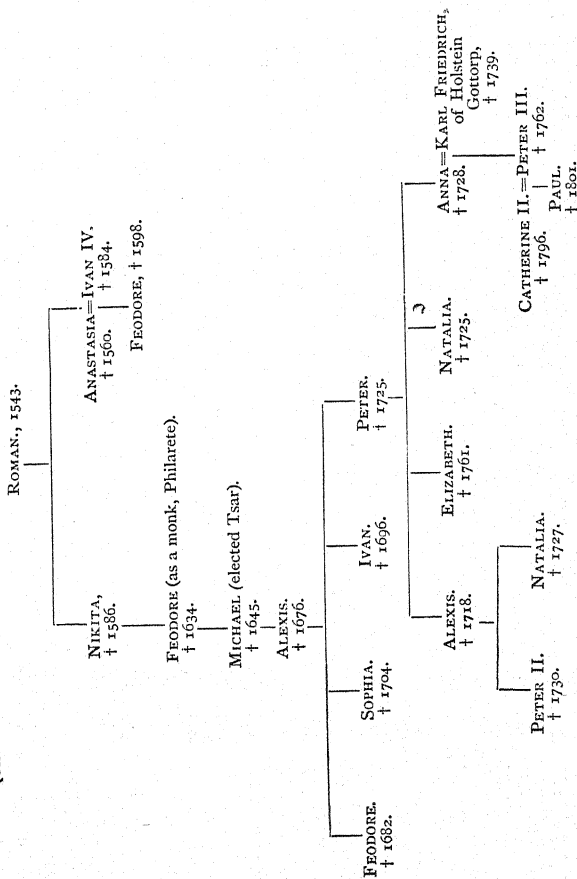 ROMAN., 1543.
NIKITA,
† 1586.
ANASTASIA=IVAN IV.
† 1560. † 1584.
FEODORE, † 1598.
FEODORE (as a monk, Philarete).
† 1634.
MICHAEL (elected Tsar).
† 1645.
ALEXIS.
† 1676.
FEODORE.
† 1682.
SOPHIA.
† 1704.
IVAN.
† 1696.
PETER.
† 1725.
ALEXIS.
† 1718.
ELIZABETH.
† 1761.
NATALIA.
† 1725.
ANNA=KARL FRIEDRICH,
† 1728. of Holstein
Gottorp,
† 1739.
PETER II.
† 1730.
NATALIA.
† 1727.
CATHERINE II.=PETER III.
† 1796. † 1762.
PAUL.
† 1801.